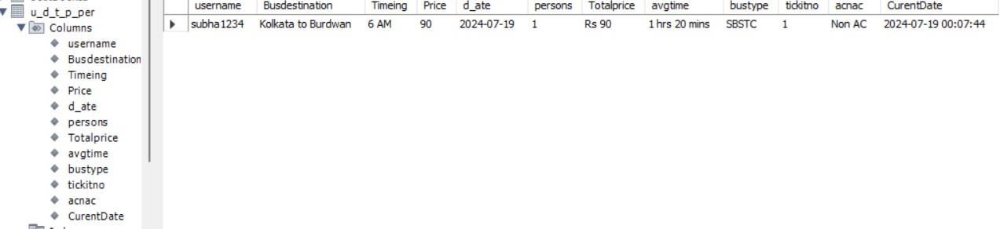 u_d_t_p_per
Columns
username
Busdestination
Timeing
Price
d_ate
persons
Totalprice
avgtime
bustype
tickitno
acnac
CurentDate
username Busdestination Timeing Price d_ate persons Totalprice avgtime bustype tickitno acnac CurentDate
subha1234 Kolkata to Burdwan 6 AM 90 2024-07-19 1 Rs 90 1 hrs 20 mins SBSTC 1 Non AC 2024-07-19 00:07:44